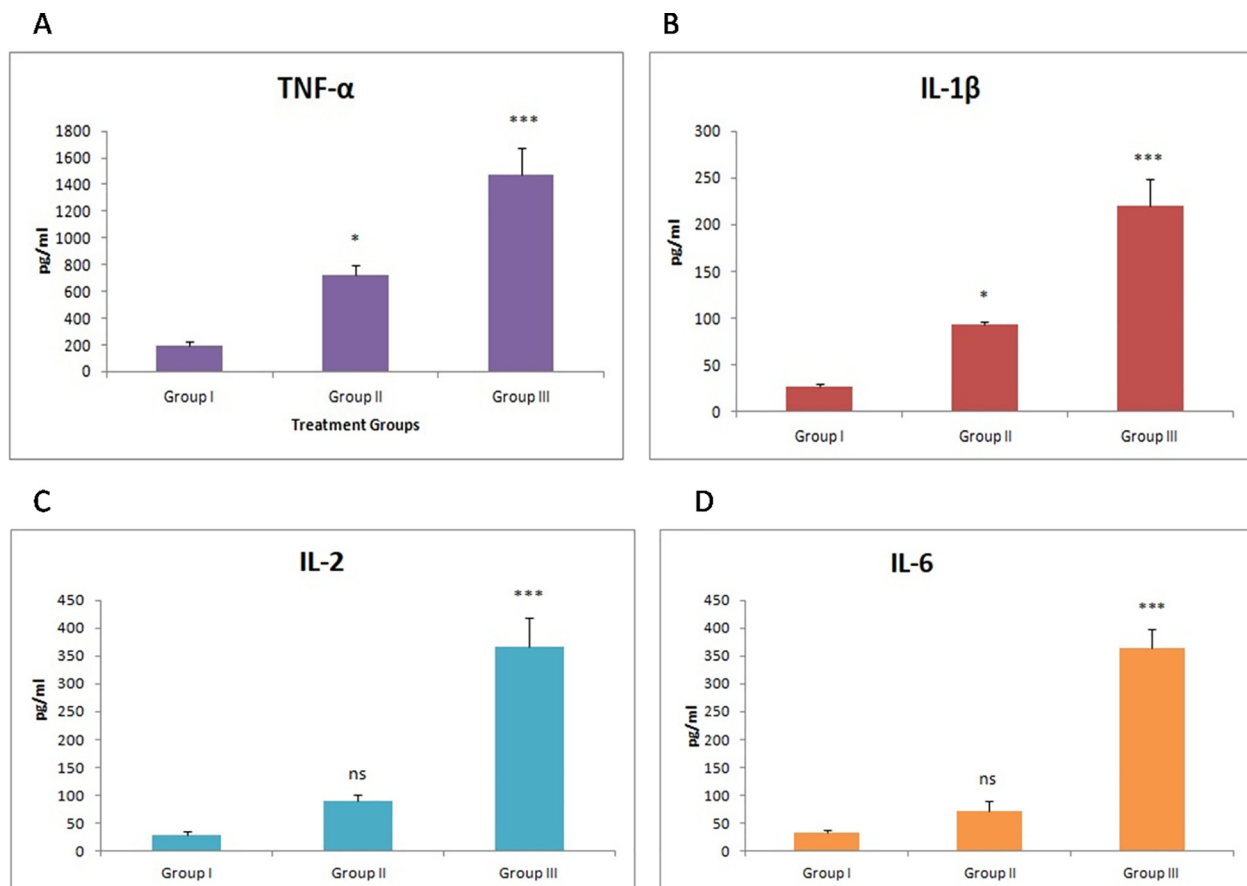 A
TNF-α
***
*
1800
1600
1400
1200
1000
800
600
400
200
0
pg/ml
Group I
Group II
Group III
Treatment Groups
B
IL-1β
***
*
300
250
200
150
100
50
0
pg/ml
Group I
Group II
Group III
C
IL-2
***
ns
450
400
350
300
250
200
150
100
50
0
pg/ml
Group I
Group II
Group III
D
IL-6
***
ns
450
400
350
300
250
200
150
100
50
0
pg/ml
Group I
Group II
Group III